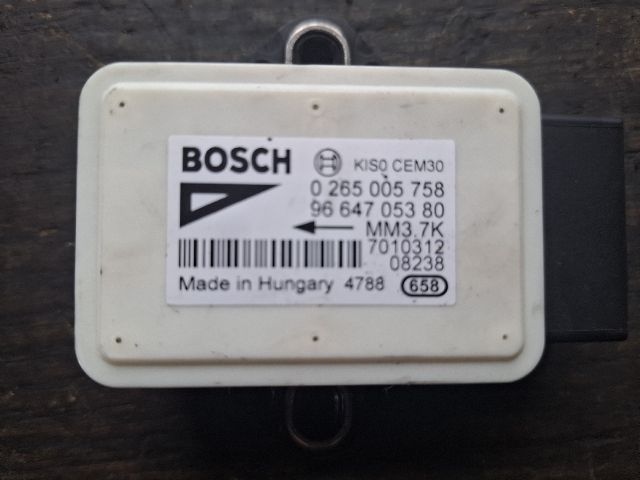 BOSCH KIS0 CEM30
0 265 005 758
96 647 053 80
MM3.7K
7010312
08238
Made in Hungary 4788 658